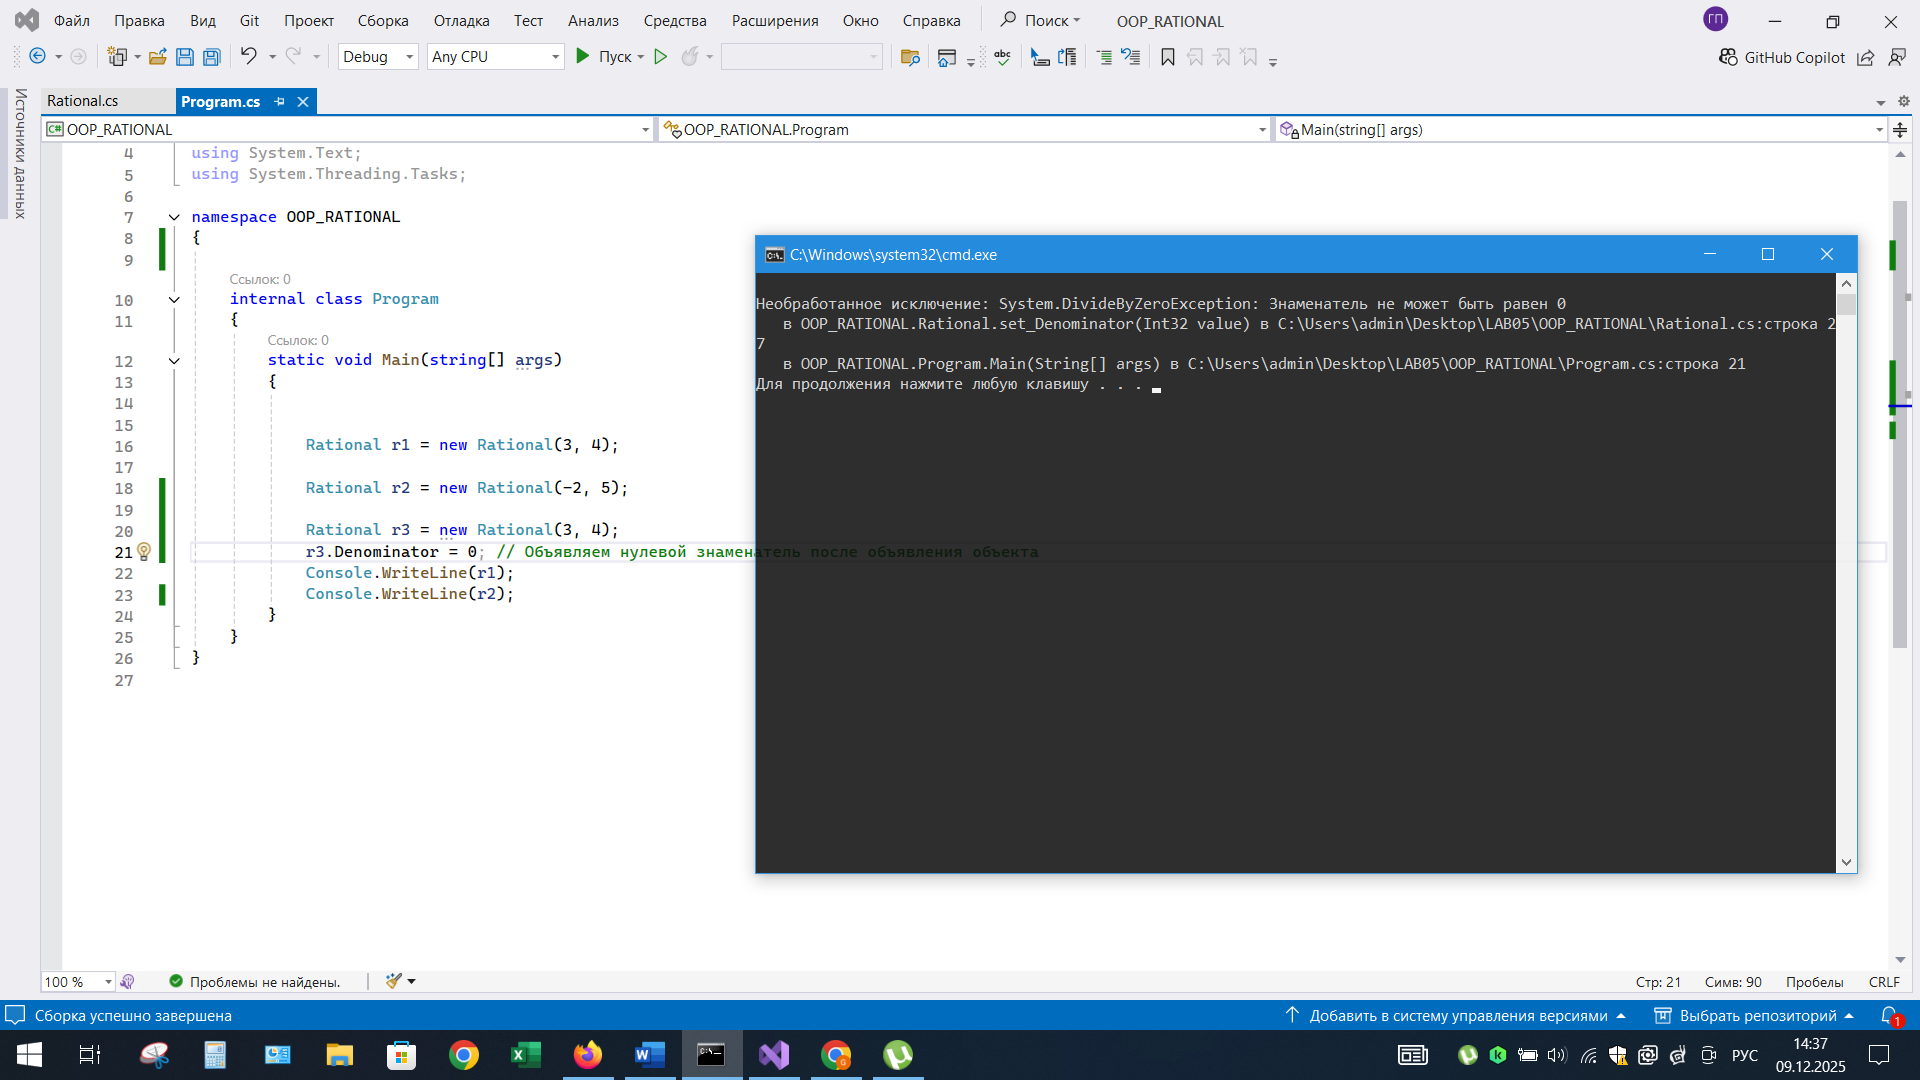 Файл Правка Вид Git Проект Сборка Отладка Тест Анализ Средства Расширения Окно Справка Поиск OOP_RATIONAL ГП
Debug Any CPU Пуск abc GitHub Copilot
Источники данных
Rational.cs Program.cs
C# OOP_RATIONAL OOP_RATIONAL.Program Main(string[] args)
4 using System.Text;
5 using System.Threading.Tasks;
6
7 namespace OOP_RATIONAL
8 {
9
Ссылок: 0
10 internal class Program
11 {
Ссылок: 0
12 static void Main(string[] args)
13 {
14
15
16 Rational r1 = new Rational(3, 4);
17
18 Rational r2 = new Rational(-2, 5);
19
20 Rational r3 = new Rational(3, 4);
21 r3.Denominator = 0; // Объявляем нулевой знаменатель после объявления объекта
22 Console.WriteLine(r1);
23 Console.WriteLine(r2);
24 }
25 }
26 }
27
C:\Windows\system32\cmd.exe
Необработанное исключение: System.DivideByZeroException: Знаменатель не может быть равен 0
в OOP_RATIONAL.Rational.set_Denominator(Int32 value) в C:\Users\admin\Desktop\LAB05\OOP_RATIONAL\Rational.cs:строка 2
7
в OOP_RATIONAL.Program.Main(String[] args) в C:\Users\admin\Desktop\LAB05\OOP_RATIONAL\Program.cs:строка 21
Для продолжения нажмите любую клавишу . . .
100 % Проблемы не найдены. Стр: 21 Симв: 90 Пробелы CRLF
Сборка успешно завершена Добавить в систему управления версиями Выбрать репозиторий 1
РУС 14:37
09.12.2025